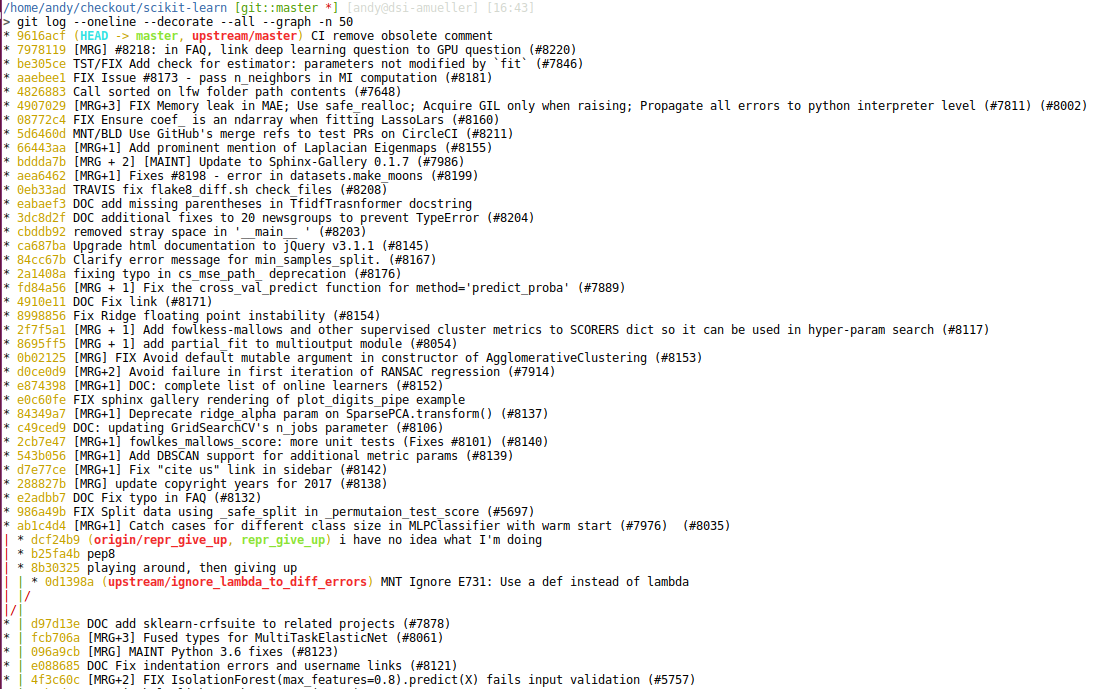 /home/andy/checkout/scikit-learn [git::master *] [andy@dsi-amueller] [16:43]
> git log --oneline --decorate --all --graph -n 50
* 9616acf (HEAD -> master, upstream/master) CI remove obsolete comment
* 7978119 [MRG] #8218: in FAQ, link deep learning question to GPU question (#8220)
* be305ce TST/FIX Add check for estimator: parameters not modified by `fit` (#7846)
* aaebee1 FIX Issue #8173 - pass n_neighbors in MI computation (#8181)
* 4826883 Call sorted on lfw folder path contents (#7648)
* 4907029 [MRG+3] FIX Memory leak in MAE; Use safe_realloc; Acquire GIL only when raising; Propagate all errors to python interpreter level (#7811) (#8002)
* 08772c4 FIX Ensure coef_ is an ndarray when fitting LassoLars (#8160)
* 5d6460d MNT/BLD Use GitHub's merge refs to test PRs on CircleCI (#8211)
* 66443aa [MRG+1] Add prominent mention of Laplacian Eigenmaps (#8155)
* bddda7b [MRG + 2] [MAINT] Update to Sphinx-Gallery 0.1.7 (#7986)
* aea6462 [MRG+1] Fixes #8198 - error in datasets.make_moons (#8199)
* 0eb33ad TRAVIS fix flake8_diff.sh check_files (#8208)
* eabaef3 DOC add missing parentheses in TfidfTrasnformer docstring
* 3dc8d2f DOC additional fixes to 20 newsgroups to prevent TypeError (#8204)
* cbddb92 removed stray space in '__main__ ' (#8203)
* ca687ba Upgrade html documentation to jQuery v3.1.1 (#8145)
* 84cc67b Clarify error message for min_samples_split. (#8167)
* 2a1408a fixing typo in cs_mse_path_ deprecation (#8176)
* fd84a56 [MRG + 1] Fix the cross_val_predict function for method='predict_proba' (#7889)
* 4910e11 DOC Fix link (#8171)
* 8998856 Fix Ridge floating point instability (#8154)
* 2f7f5a1 [MRG + 1] Add fowlkess-mallows and other supervised cluster metrics to SCORERS dict so it can be used in hyper-param search (#8117)
* 8695ff5 [MRG + 1] add partial_fit to multioutput module (#8054)
* 0b02125 [MRG] FIX Avoid default mutable argument in constructor of AgglomerativeClustering (#8153)
* d0ce0d9 [MRG+2] Avoid failure in first iteration of RANSAC regression (#7914)
* e874398 [MRG+1] DOC: complete list of online learners (#8152)
* e0c60fe FIX sphinx gallery rendering of plot_digits_pipe example
* 84349a7 [MRG+1] Deprecate ridge_alpha param on SparsePCA.transform() (#8137)
* c49ced9 DOC: updating GridSearchCV's n_jobs parameter (#8106)
* 2cb7e47 [MRG+1] fowlkes_mallows_score: more unit tests (Fixes #8101) (#8140)
* 543b056 [MRG+1] Add DBSCAN support for additional metric params (#8139)
* d7e77ce [MRG+1] Fix "cite us" link in sidebar (#8142)
* 288827b [MRG] update copyright years for 2017 (#8138)
* e2adbb7 DOC Fix typo in FAQ (#8132)
* 986a49b FIX Split data using _safe_split in _permutaion_test_score (#5697)
* ab1c4d4 [MRG+1] Catch cases for different class size in MLPClassifier with warm start (#7976)  (#8035)
| * dcf24b9 (origin/repr_give_up, repr_give_up) i have no idea what I'm doing
| * b25fa4b pep8
| * 8b30325 playing around, then giving up
| | * 0d1398a (upstream/ignore_lambda_to_diff_errors) MNT Ignore E731: Use a def instead of lambda
| |/
|/|
* | d97d13e DOC add sklearn-crfsuite to related projects (#7878)
* | fcb706a [MRG+3] Fused types for MultiTaskElasticNet (#8061)
* | 096a9cb [MRG] MAINT Python 3.6 fixes (#8123)
* | e088685 DOC Fix indentation errors and username links (#8121)
* | 4f3c60c [MRG+2] FIX IsolationForest(max_features=0.8).predict(X) fails input validation (#5757)